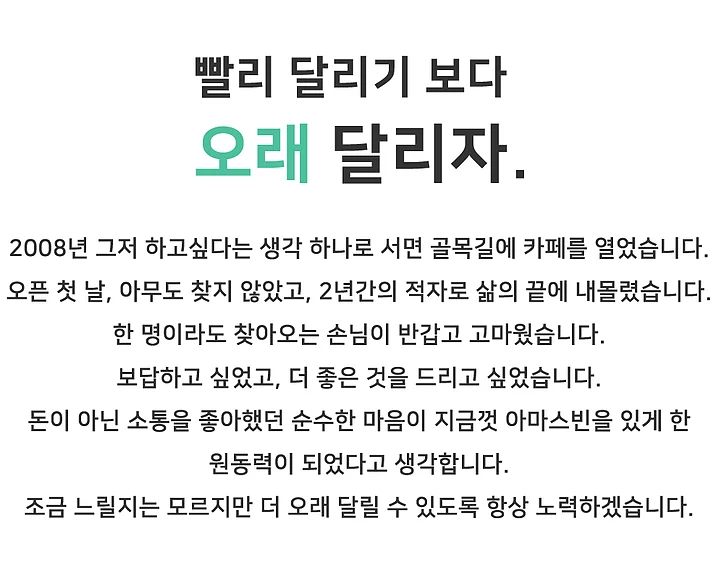 빨리 달리기 보다
오래 달리자.
2008년 그저 하고싶다는 생각 하나로 서면 골목길에 카페를 열었습니다.
오픈 첫 날, 아무도 찾지 않았고, 2년간의 적자로 삶의 끝에 내몰렸습니다.
한 명이라도 찾아오는 손님이 반갑고 고마웠습니다.
보답하고 싶었고, 더 좋은 것을 드리고 싶었습니다.
돈이 아닌 소통을 좋아했던 순수한 마음이 지금껏 아마스빈을 있게 한
원동력이 되었다고 생각합니다.
조금 느릴지는 모르지만 더 오래 달릴 수 있도록 항상 노력하겠습니다.